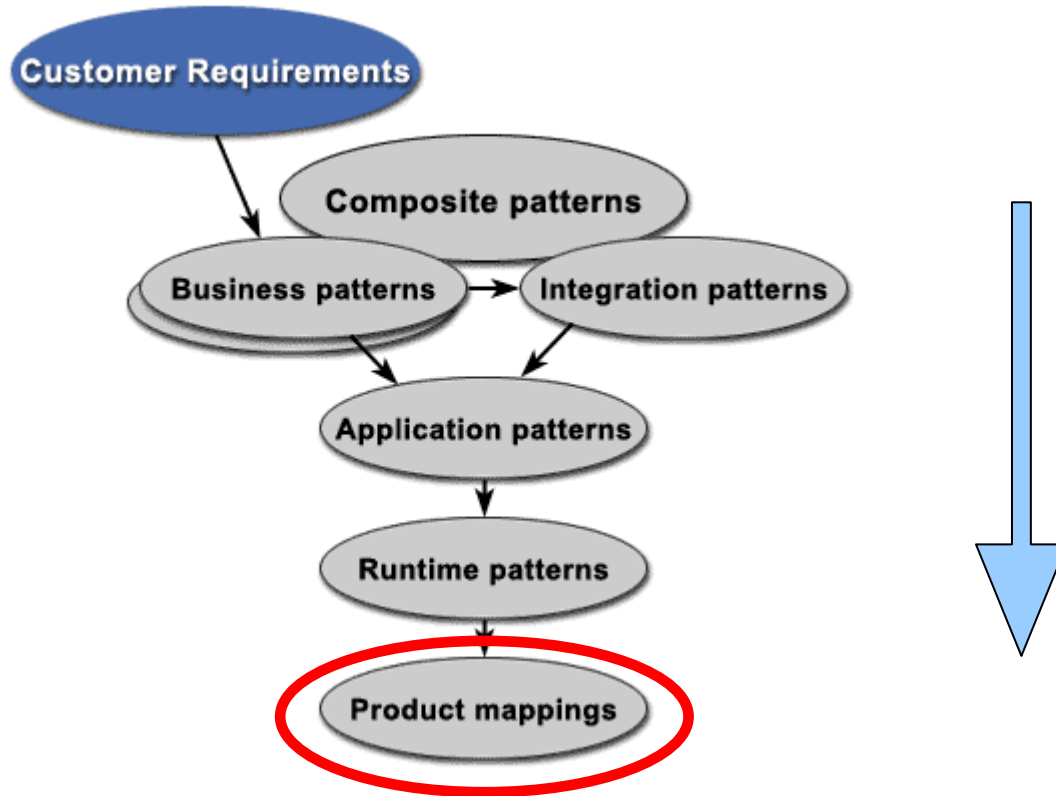 Customer Requirements
Composite patterns
Business patterns
Integration patterns
Application patterns
Runtime patterns
Product mappings